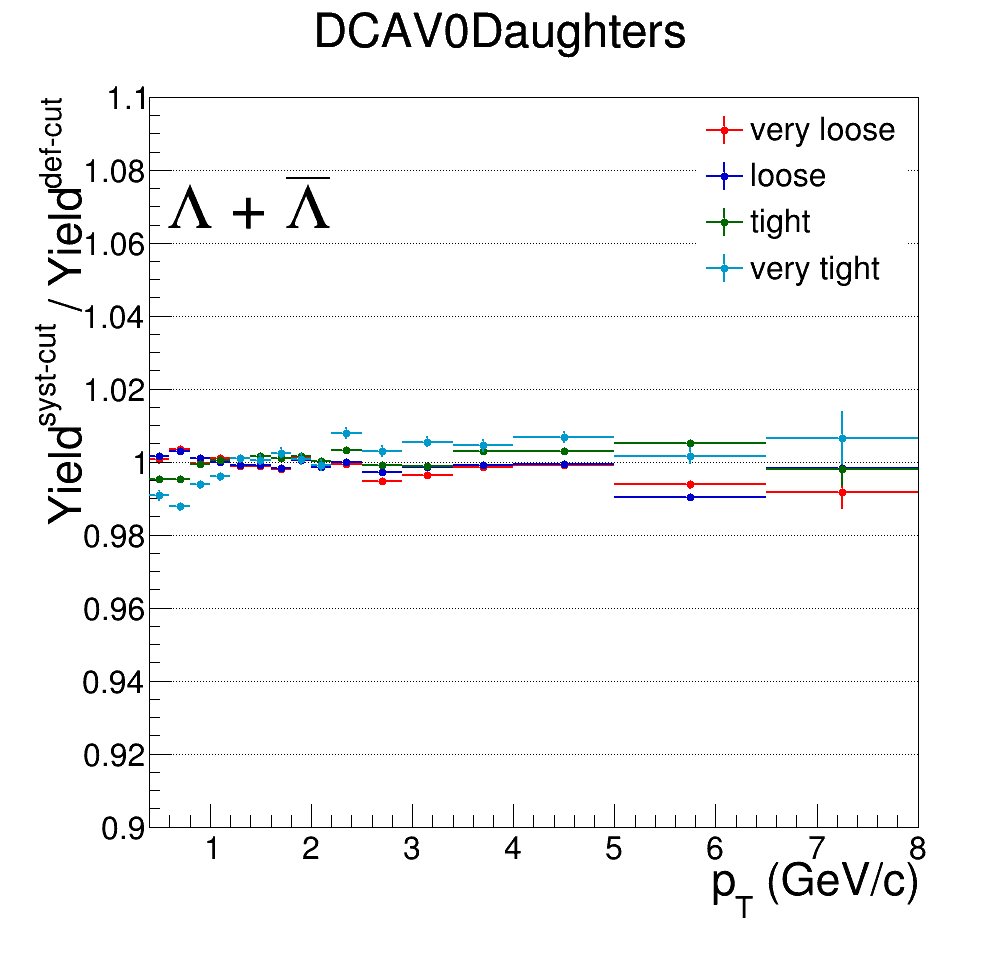 DCAV0Daughters
Yield^syst-cut / Yield^def-cut
1.1
1.08
1.06
1.04
1.02
1
0.98
0.96
0.94
0.92
0.9
Λ + Λ̅
very loose
loose
tight
very tight
1 2 3 4 5 6 7 8
p_T (GeV/c)